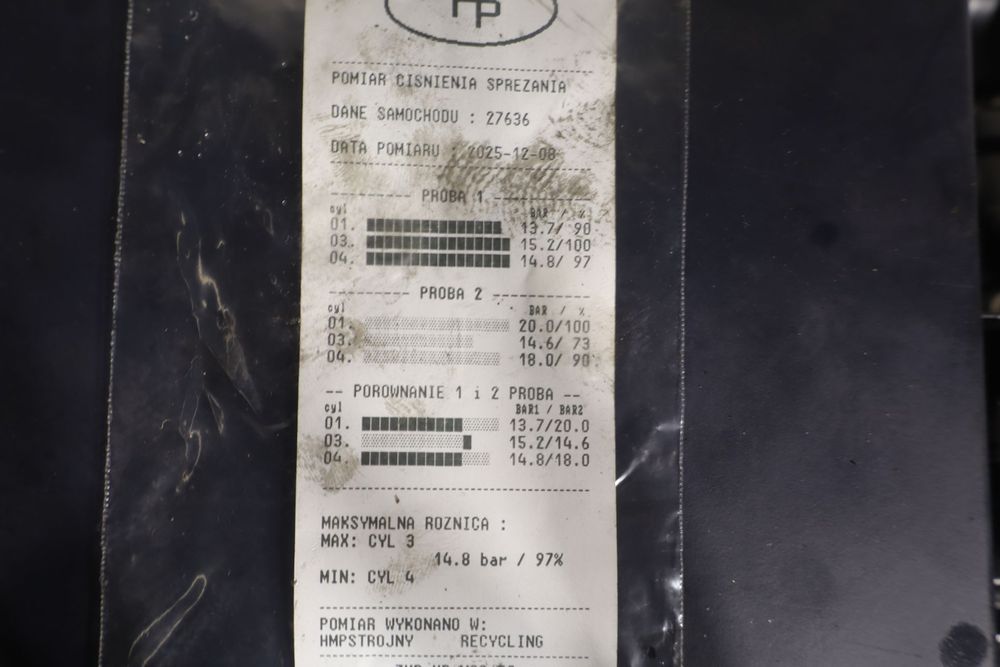 HP
POMIAR CISNIENIA SPREZANIA
DANE SAMOCHODU : 27636
DATA POMIARU : 2025-12-08
PROBA 1
cyl BAR / %
01. 13.7/ 90
03. 15.2/100
04. 14.8/ 97
PROBA 2
cyl BAR / %
01. 20.0/100
03. 14.6/ 73
04. 18.0/ 90
-- POROWNANIE 1 i 2 PROBA --
cyl BAR1 / BAR2
01. 13.7/20.0
03. 15.2/14.6
04 14.8/18.0
MAKSYMALNA ROZNICA :
MAX: CYL 3
14.8 bar / 97%
MIN: CYL 4
POMIAR WYKONANO W:
HMPSTROJNY RECYCLING